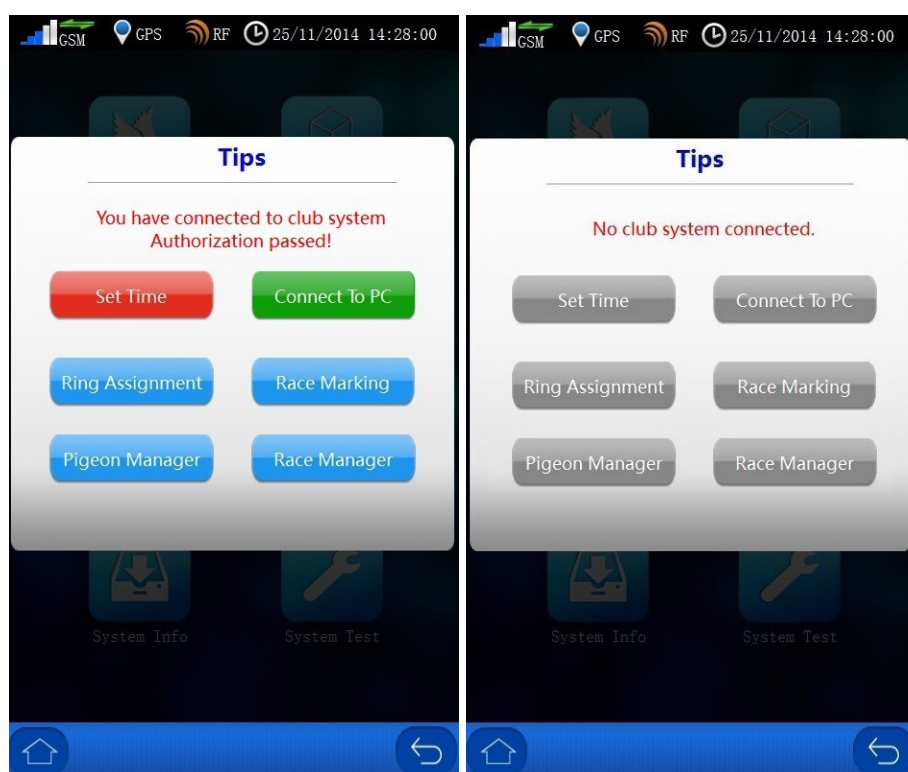 GSM GPS RF 25/11/2014 14:28:00
Tips
You have connected to club system
Authorization passed!
Set Time Connect To PC
Ring Assignment Race Marking
Pigeon Manager Race Manager
System Info System Test
GSM GPS RF 25/11/2014 14:28:00
Tips
No club system connected.
Set Time Connect To PC
Ring Assignment Race Marking
Pigeon Manager Race Manager
System Info System Test